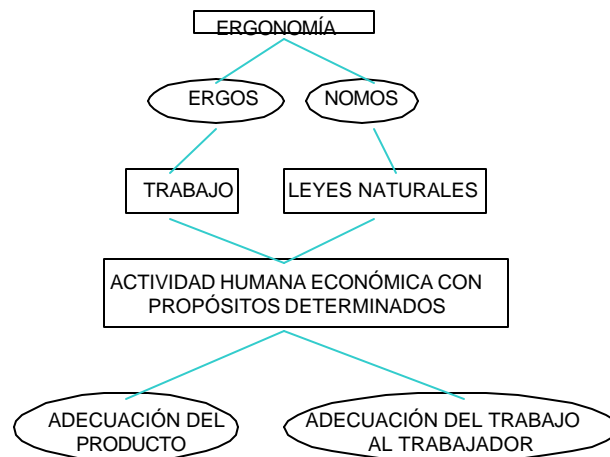 ERGONOMÍA
ERGOS
NOMOS
TRABAJO
LEYES NATURALES
ACTIVIDAD HUMANA ECONÓMICA CON
PROPÓSITOS DETERMINADOS
ADECUACIÓN DEL
PRODUCTO
ADECUACIÓN DEL TRABAJO
AL TRABAJADOR